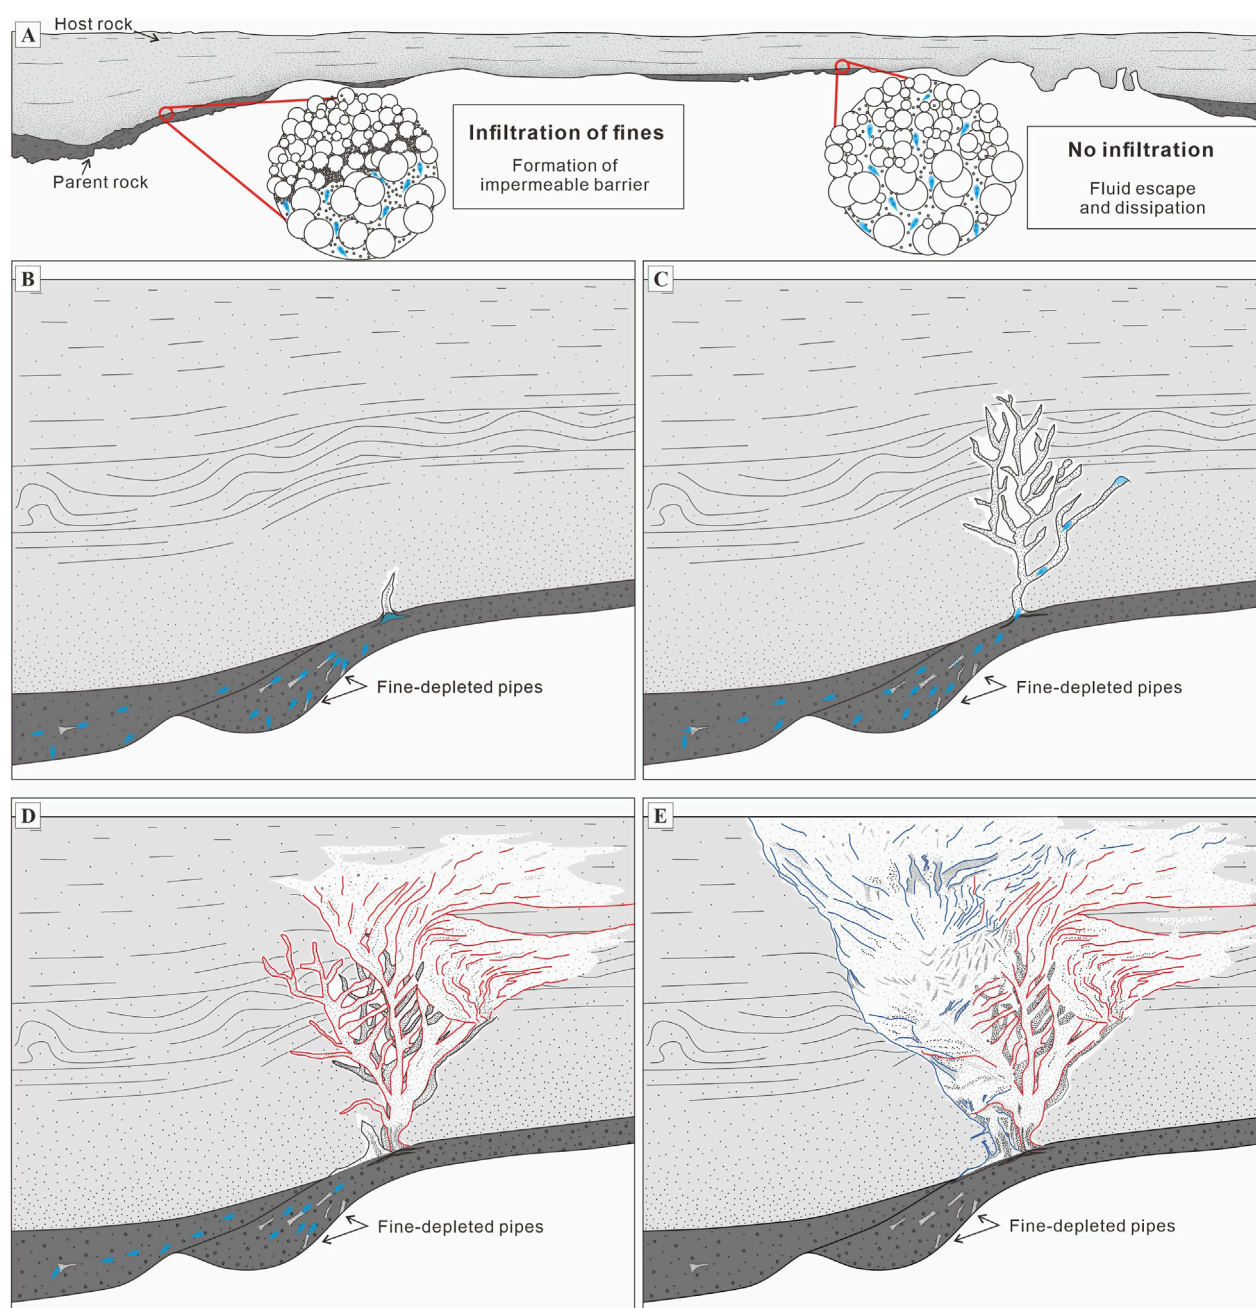 A
Host rock
Parent rock
Infiltration of fines
Formation of
impermeable barrier
No infiltration
Fluid escape
and dissipation
B
Fine-depleted pipes
C
Fine-depleted pipes
D
Fine-depleted pipes
E
Fine-depleted pipes